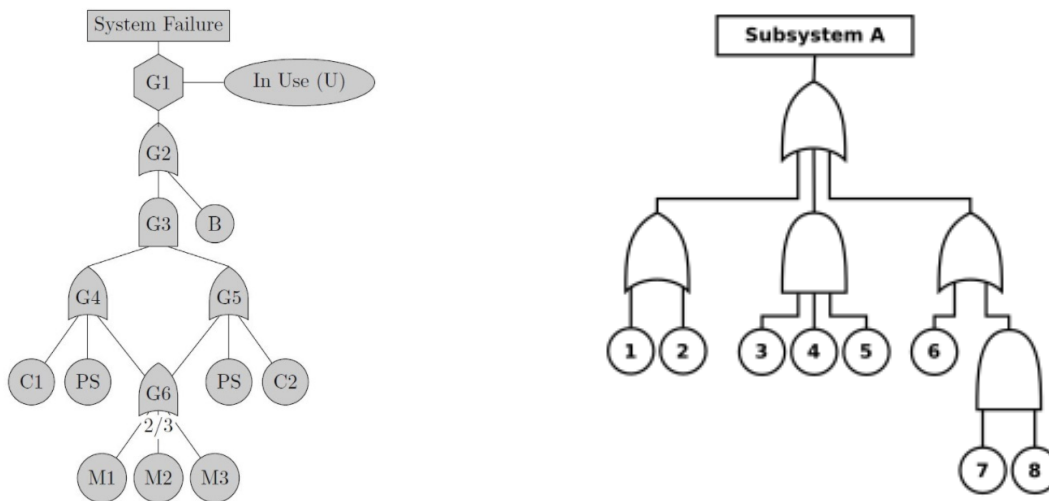 System Failure
G1
In Use (U)
G2
G3
B
G4
G5
C1
PS
G6
PS
C2
2/3
M1
M2
M3
Subsystem A
1
2
3
4
5
6
7
8